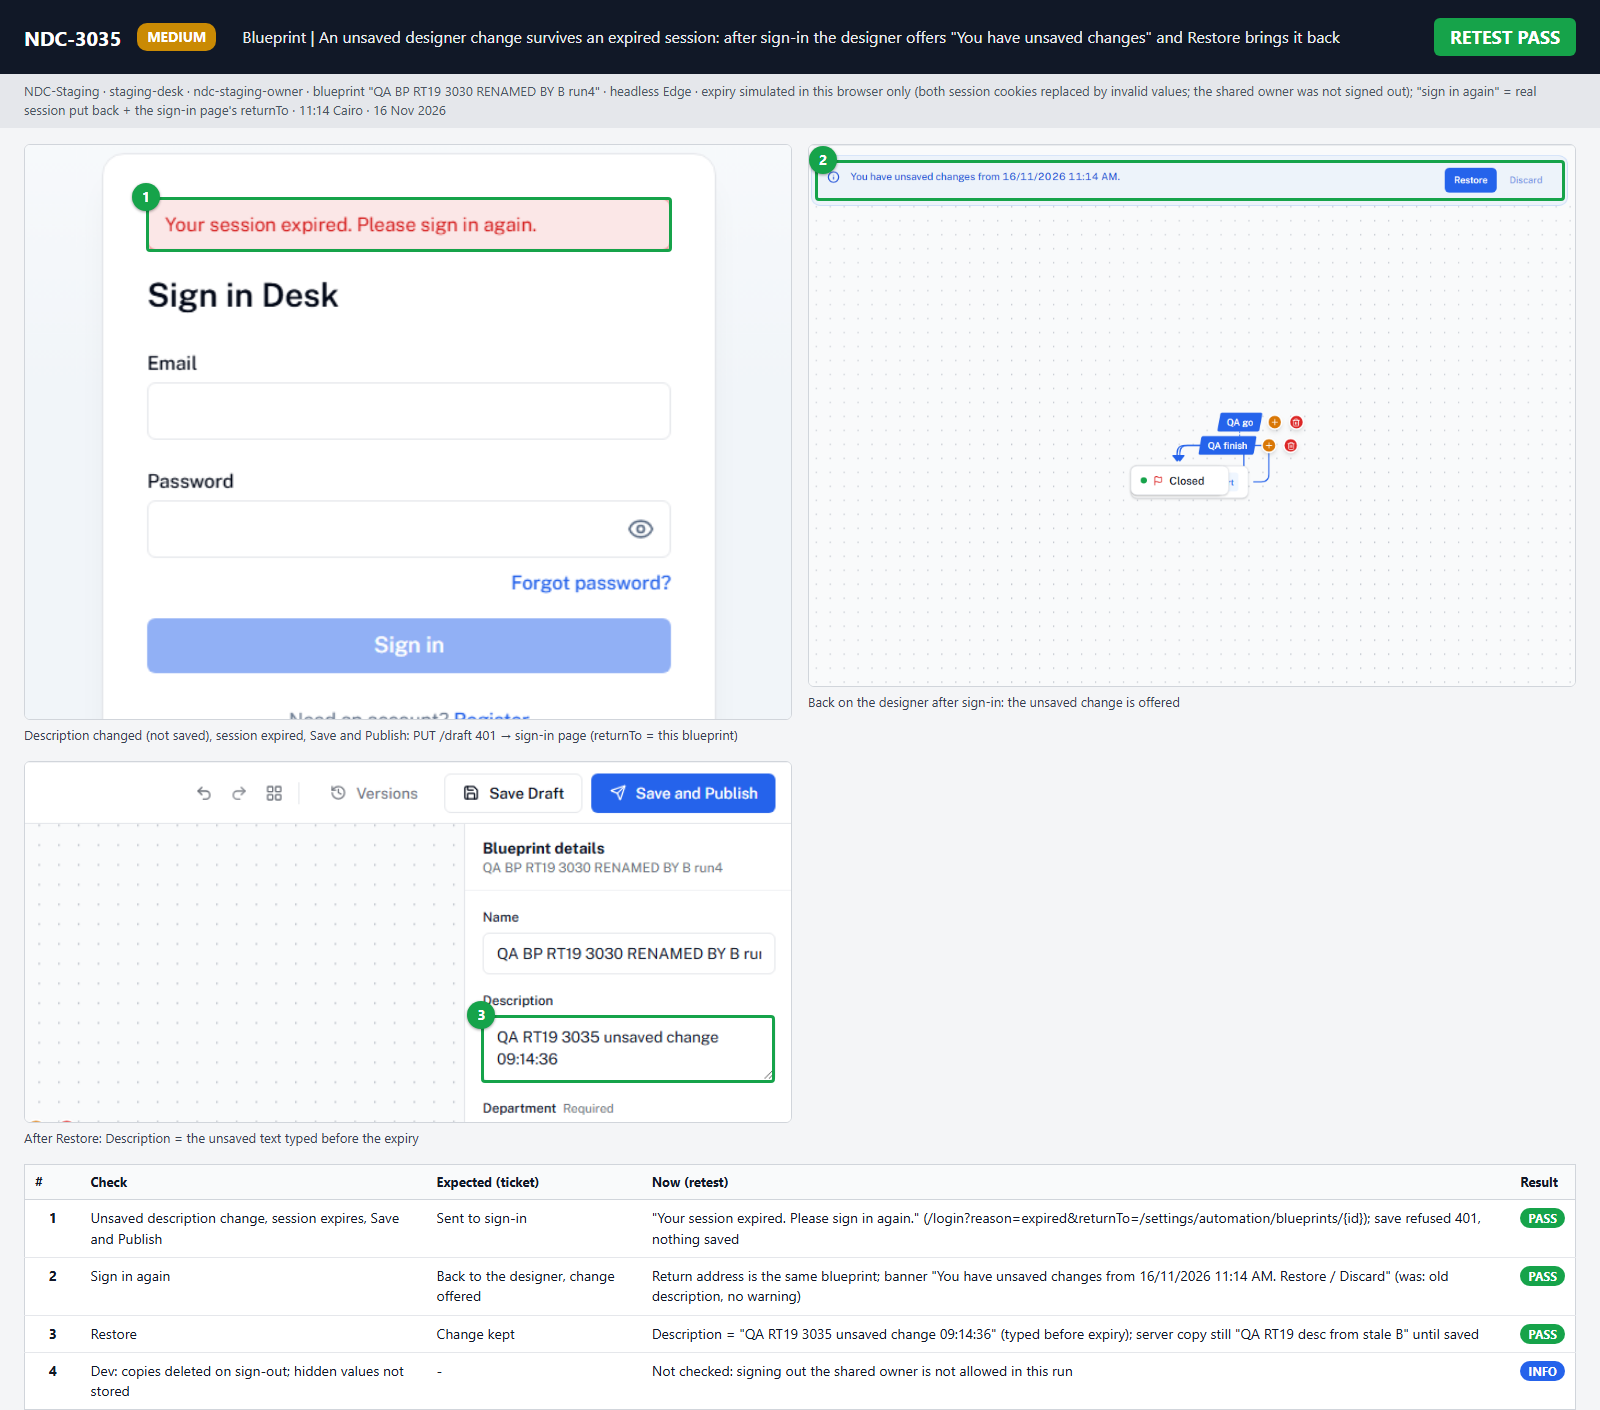 NDC-3035 MEDIUM Blueprint | An unsaved designer change survives an expired session: after sign-in the designer offers "You have unsaved changes" and Restore brings it back RETEST PASS
NDC-Staging · staging-desk · ndc-staging-owner · blueprint "QA BP RT19 3030 RENAMED BY B run4" · headless Edge · expiry simulated in this browser only (both session cookies replaced by invalid values; the shared owner was not signed out); "sign in again" = real
session put back + the sign-in page's returnTo · 11:14 Cairo · 16 Nov 2026
1
Your session expired. Please sign in again.
Sign in Desk
Email
Password
Forgot password?
Sign in
Need an account? Register
Description changed (not saved), session expired, Save and Publish: PUT /draft 401 → sign-in page (returnTo = this blueprint)
2
You have unsaved changes from 16/11/2026 11:14 AM. Restore Discard
QA go
QA finish
Closed
Back on the designer after sign-in: the unsaved change is offered
Versions Save Draft Save and Publish
Blueprint details
QA BP RT19 3030 RENAMED BY B run4
Name
QA BP RT19 3030 RENAMED BY B ru
Description
3
QA RT19 3035 unsaved change
09:14:36
Department Required
After Restore: Description = the unsaved text typed before the expiry
# Check Expected (ticket) Now (retest) Result
1 Unsaved description change, session expires, Save and Publish Sent to sign-in "Your session expired. Please sign in again." (/login?reason=expired&returnTo=/settings/automation/blueprints/{id}); save refused 401, nothing saved PASS
2 Sign in again Back to the designer, change offered Return address is the same blueprint; banner "You have unsaved changes from 16/11/2026 11:14 AM. Restore / Discard" (was: old description, no warning) PASS
3 Restore Change kept Description = "QA RT19 3035 unsaved change 09:14:36" (typed before expiry); server copy still "QA RT19 desc from stale B" until saved PASS
4 Dev: copies deleted on sign-out; hidden values not stored - Not checked: signing out the shared owner is not allowed in this run INFO